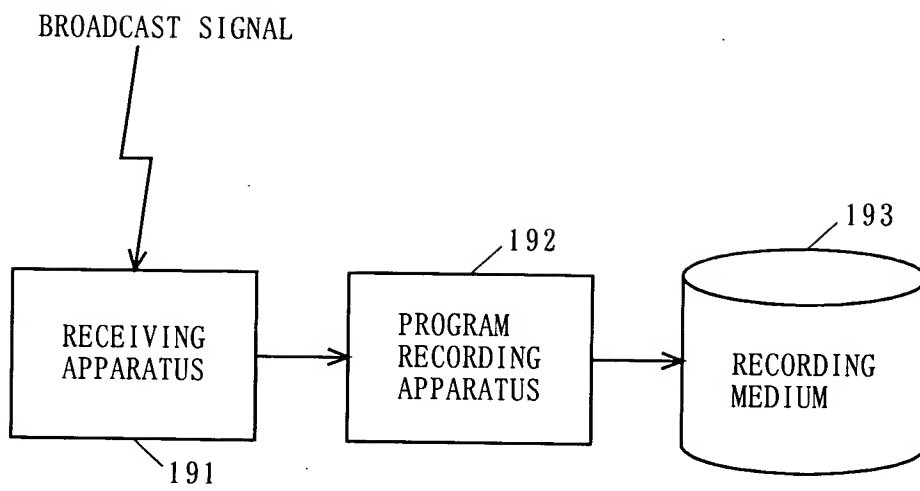 BROADCAST SIGNAL
193
192
RECEIVING
APPARATUS
PROGRAM
RECORDING
APPARATUS
RECORDING
MEDIUM
191